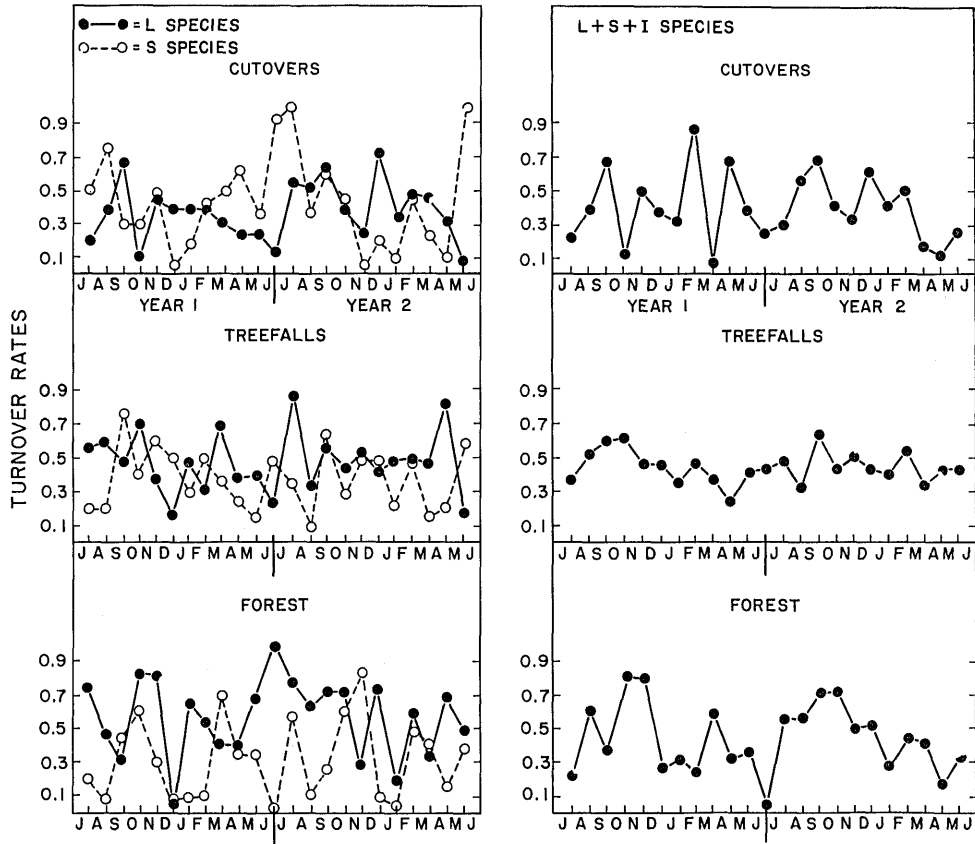 ●—● = L SPECIES
○---○ = S SPECIES
CUTOVERS
0.9
0.7
0.5
0.3
0.1
J A S O N D J F M A M J J A S O N D J F M A M J
YEAR 1 YEAR 2
TREEFALLS
0.9
0.7
0.5
0.3
0.1
J A S O N D J F M A M J J A S O N D J F M A M J
FOREST
0.9
0.7
0.5
0.3
0.1
J A S O N D J F M A M J J A S O N D J F M A M J
TURNOVER RATES
L+S+I SPECIES
CUTOVERS
0.9
0.7
0.5
0.3
0.1
J A S O N D J F M A M J J A S O N D J F M A M J
YEAR 1 YEAR 2
TREEFALLS
0.9
0.7
0.5
0.3
0.1
J A S O N D J F M A M J J A S O N D J F M A M J
FOREST
0.9
0.7
0.5
0.3
0.1
J A S O N D J F M A M J J A S O N D J F M A M J